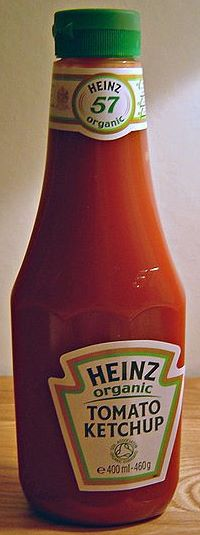 HEINZ
57
organic
HEINZ
organic
TOMATO
KETCHUP
e 400 ml - 460 g